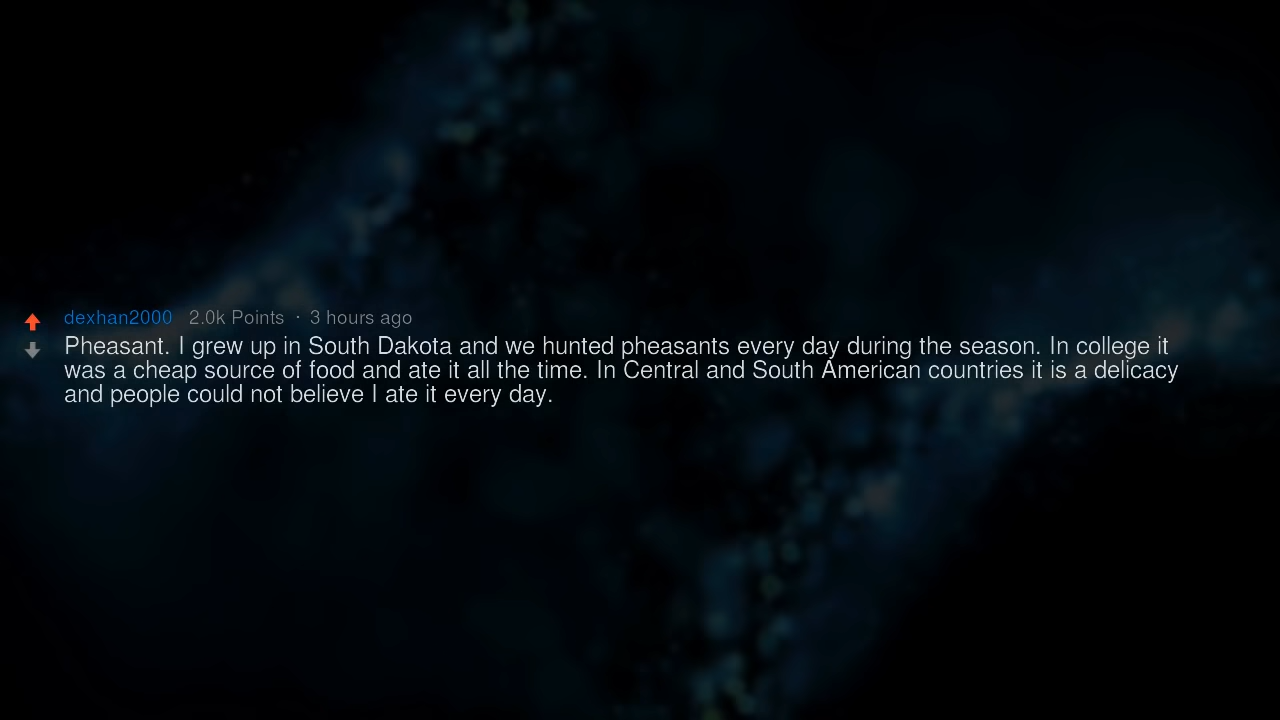 dexhan2000 2.0k Points · 3 hours ago
Pheasant. I grew up in South Dakota and we hunted pheasants every day during the season. In college it
was a cheap source of food and ate it all the time. In Central and South American countries it is a delicacy
and people could not believe I ate it every day.